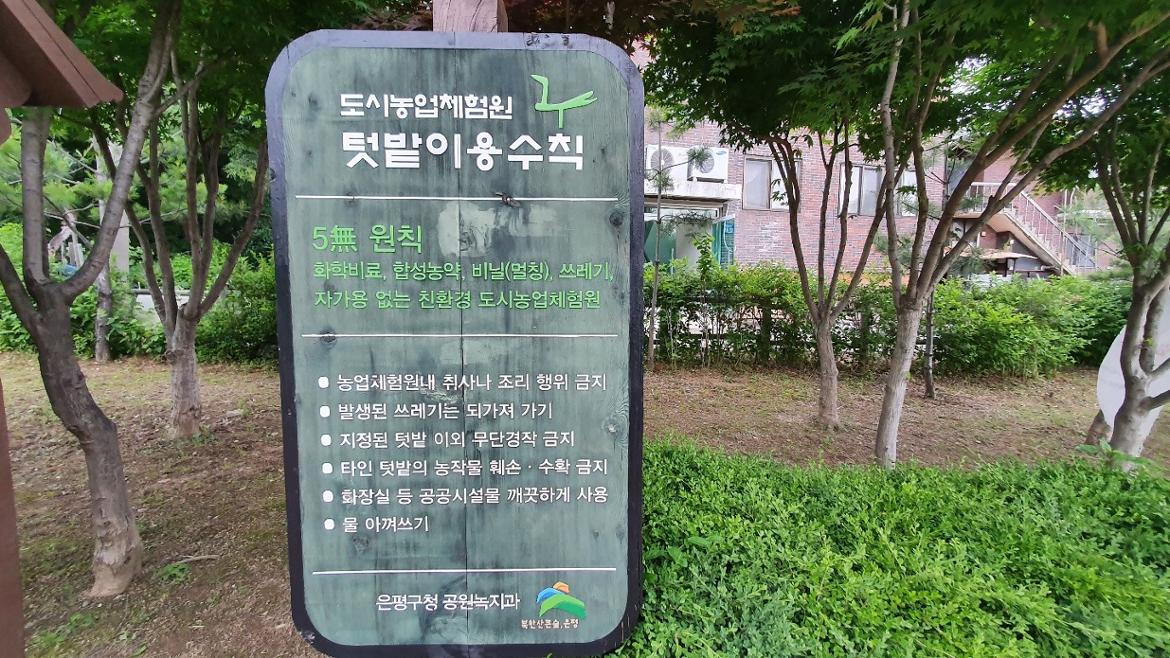 도시농업체험원
텃밭이용수칙
5無 원칙
화학비료, 합성농약, 비닐(멀칭), 쓰레기,
자가용 없는 친환경 도시농업체험원
농업체험원내 취사나 조리 행위 금지
발생된 쓰레기는 되가져 가기
지정된 텃밭 이외 무단경작 금지
타인 텃밭의 농작물 훼손 · 수확 금지
화장실 등 공공시설물 깨끗하게 사용
물 아껴쓰기
은평구청 공원녹지과
북한산큰숲, 은평